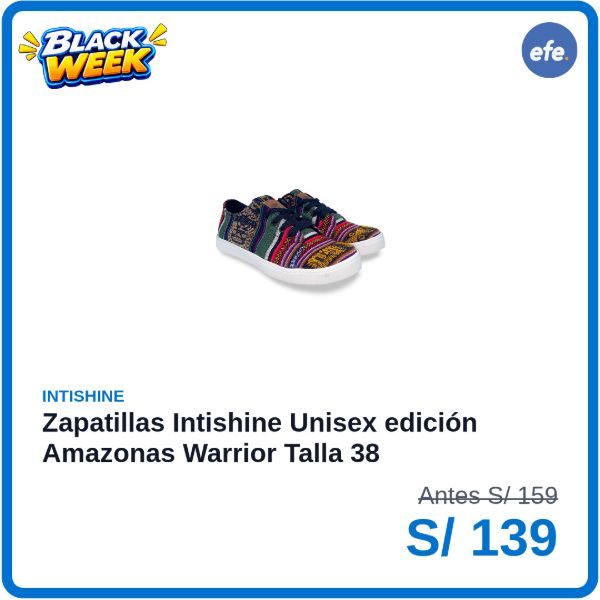 BLACK
WEEK
efe.
INTISHINE
Zapatillas Intishine Unisex edición
Amazonas Warrior Talla 38
Antes S/ 159
S/ 139